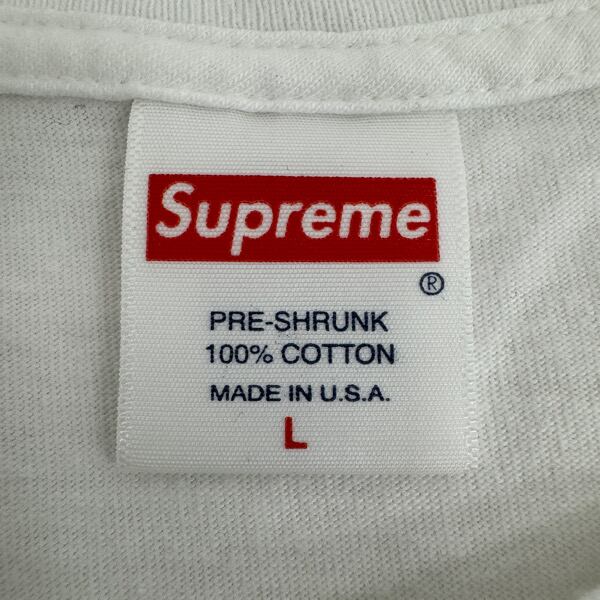 Supreme
®
PRE-SHRUNK
100% COTTON
MADE IN U.S.A.
L